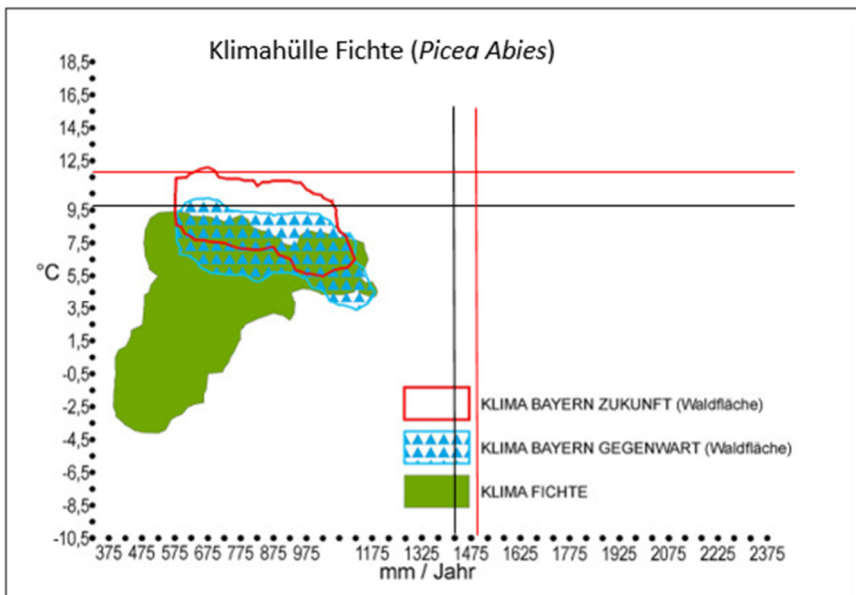 Klimahülle Fichte (Picea Abies)
18,5
16,5
14,5
12,5
9,5
7,5
°C
5,5
3,5
1,5
-0,5
-2,5
-4,5
-6,5
-8,5
-10,5
KLIMA BAYERN ZUKUNFT (Waldfläche)
KLIMA BAYERN GEGENWART (Waldfläche)
KLIMA FICHTE
375 475 575 675 775 875 975 1175 1325 1475 1625 1775 1925 2075 2225 2375
mm / Jahr